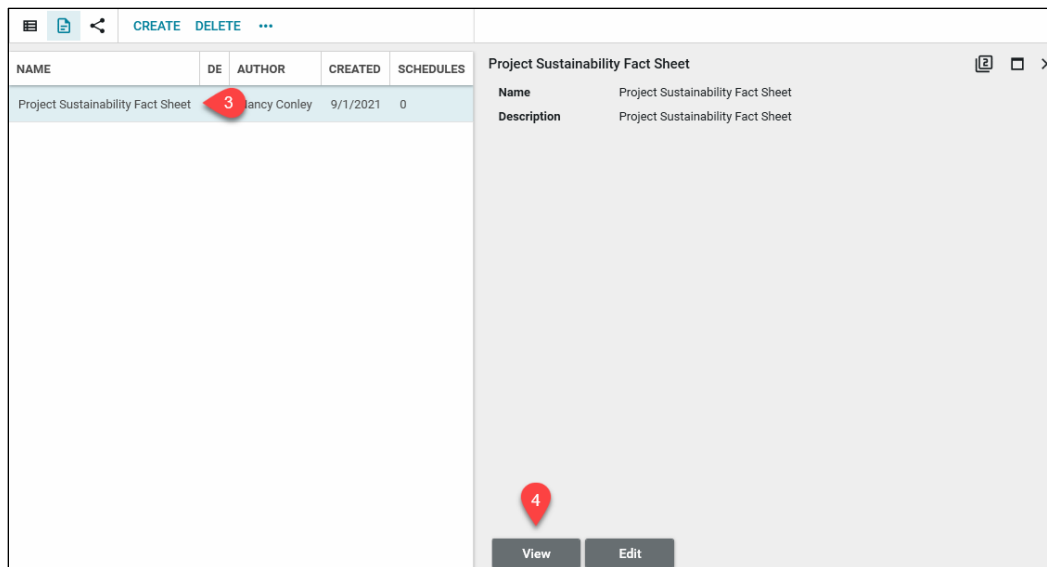 CREATE DELETE •••
NAME DE AUTHOR CREATED SCHEDULES
Project Sustainability Fact Sheet 3 ancy Conley 9/1/2021 0
Project Sustainability Fact Sheet 2
Name Project Sustainability Fact Sheet
Description Project Sustainability Fact Sheet
4
View Edit